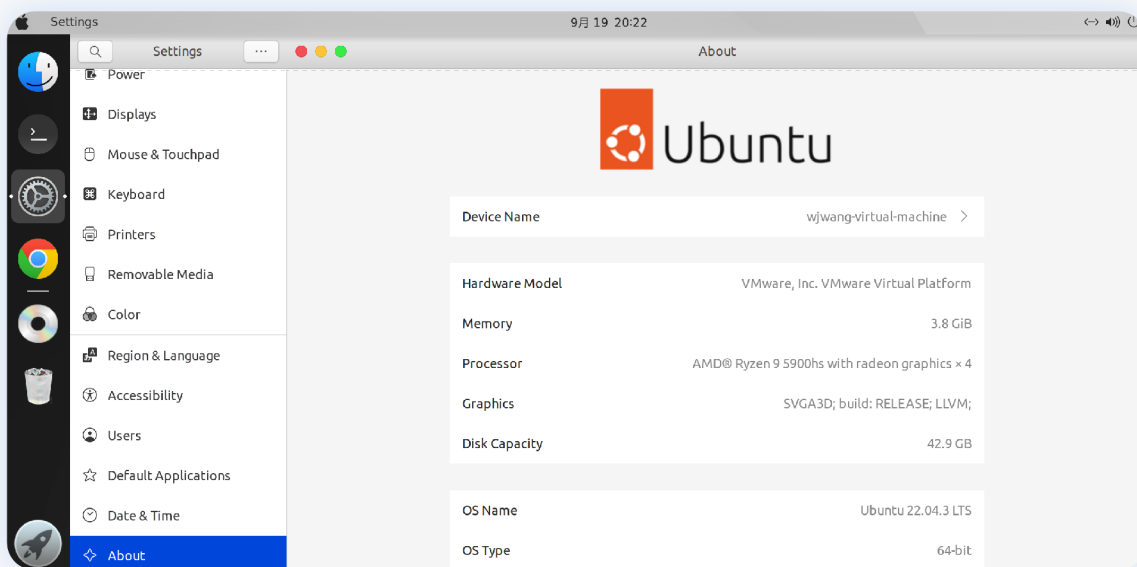 Settings
9月 19 20:22
Settings
About
Power
Displays
Mouse & Touchpad
Keyboard
Printers
Removable Media
Color
Region & Language
Accessibility
Users
Default Applications
Date & Time
About
Ubuntu
Device Name wjwang-virtual-machine
Hardware Model VMware, Inc. VMware Virtual Platform
Memory 3.8 GiB
Processor AMD® Ryzen 9 5900hs with radeon graphics × 4
Graphics SVGA3D; build: RELEASE; LLVM;
Disk Capacity 42.9 GB
OS Name Ubuntu 22.04.3 LTS
OS Type 64-bit